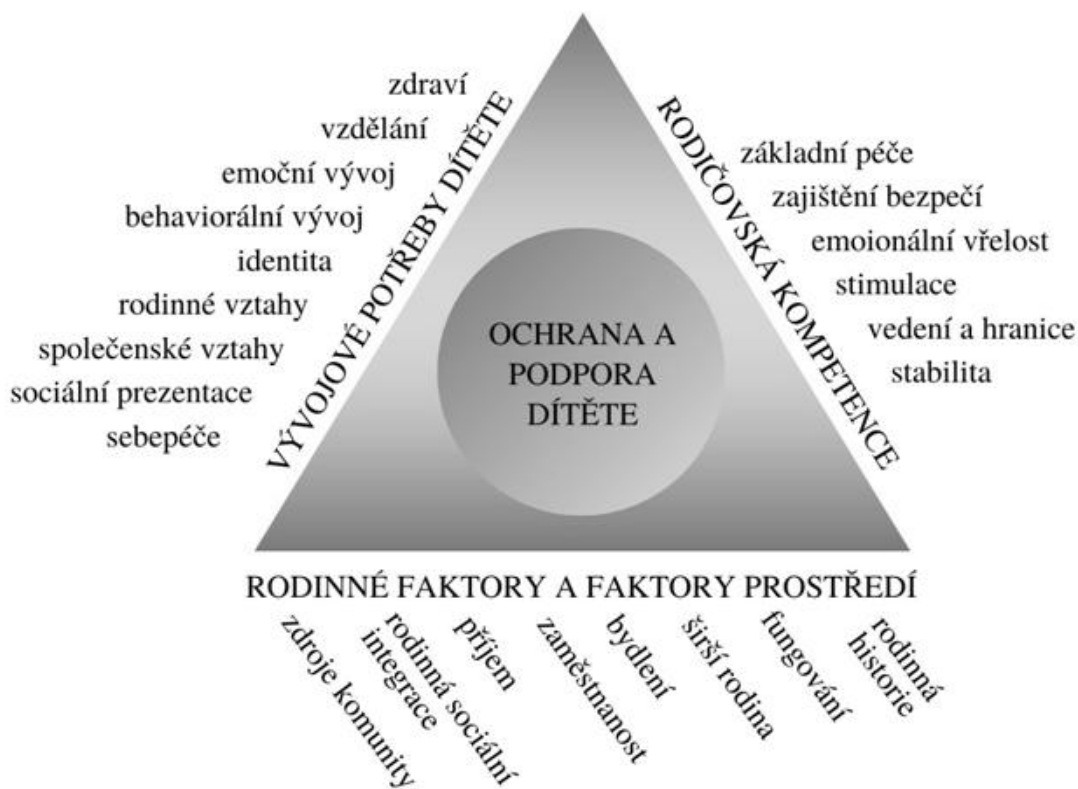 zdraví
vzdělání
emoční vývoj
behaviorální vývoj
identita
rodinné vztahy
společenské vztahy
sociální prezentace
sebepéče
VÝVOJOVÉ POTŘEBY DÍTĚTE
RODIČOVSKÁ KOMPETENCE
základní péče
zajištění bezpečí
emoionální vřelost
stimulace
vedení a hranice
stabilita
OCHRANA A
PODPORA
DÍTĚTE
RODINNÉ FAKTORY A FAKTORY PROSTŘEDÍ
zdroje komunity
rodinná sociální
integrace
příjem
zaměstnanost
bydlení
širší rodina
fungování
rodinná
historie